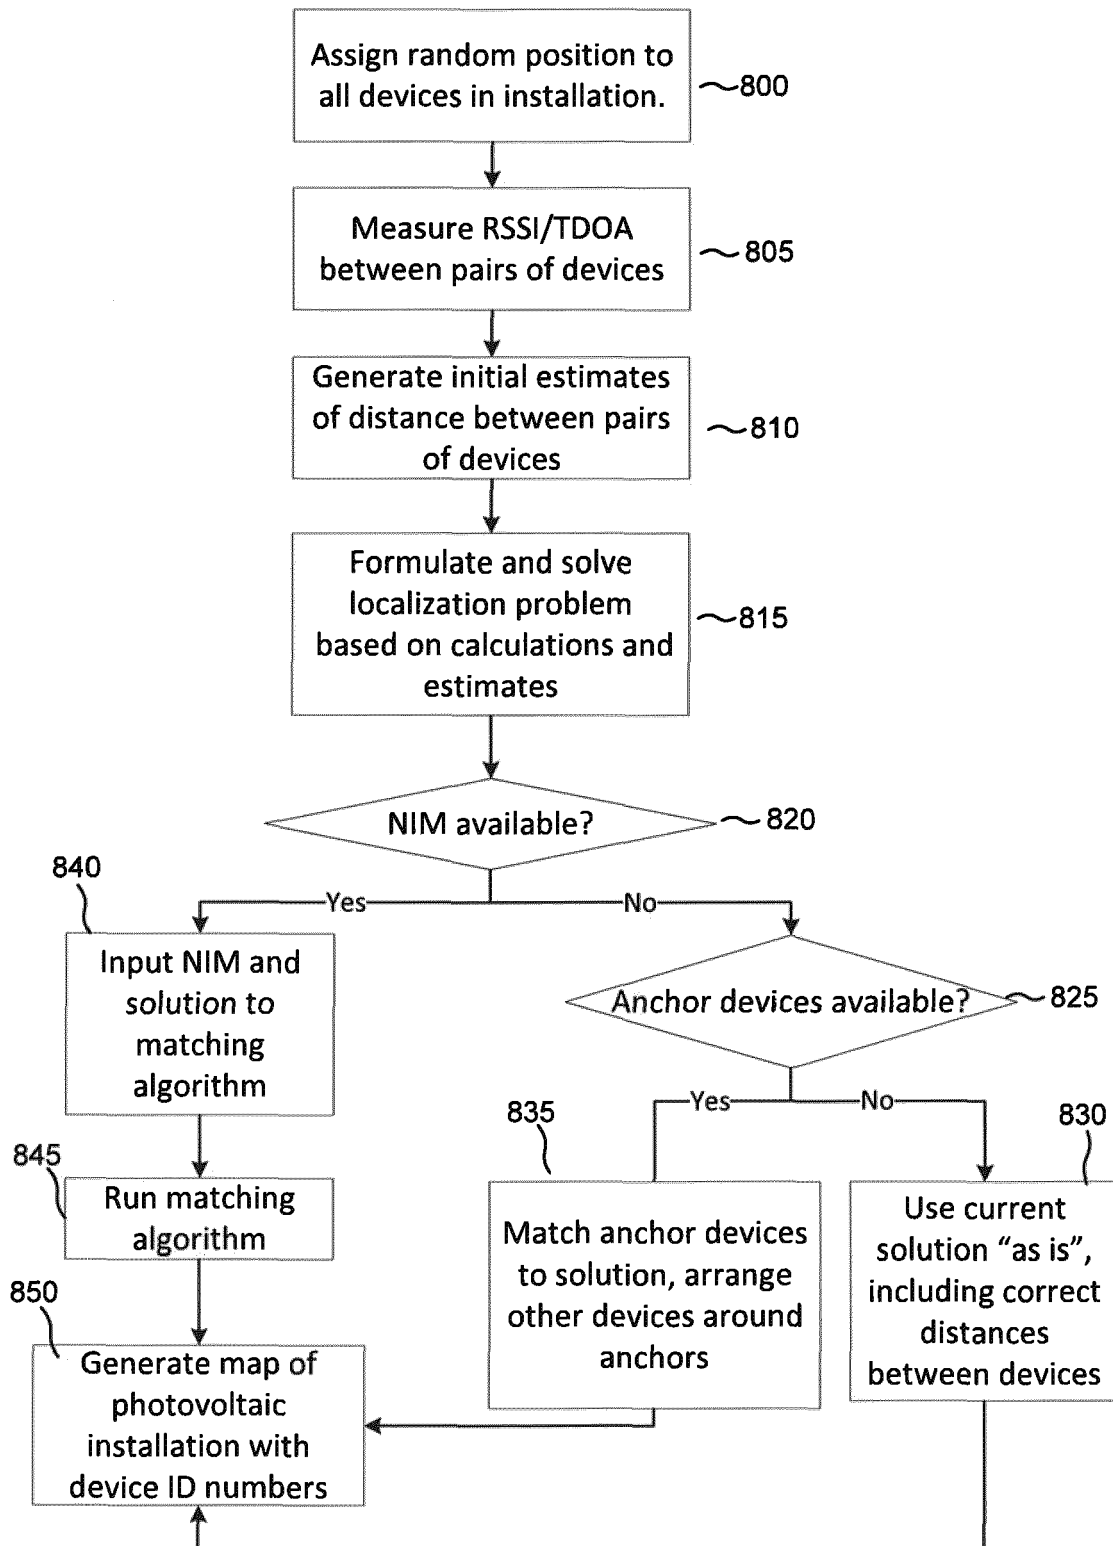 Assign random position to
all devices in installation.
800
Measure RSSI/TDOA
between pairs of devices
805
Generate initial estimates
of distance between pairs
of devices
810
Formulate and solve
localization problem
based on calculations and
estimates
815
NIM available?
820
Yes
No
840
Input NIM and
solution to
matching
algorithm
Anchor devices available?
825
Yes
No
845
Run matching
algorithm
835
Match anchor devices
to solution, arrange
other devices around
anchors
830
Use current
solution “as is”,
including correct
distances
between devices
850
Generate map of
photovoltaic
installation with
device ID numbers